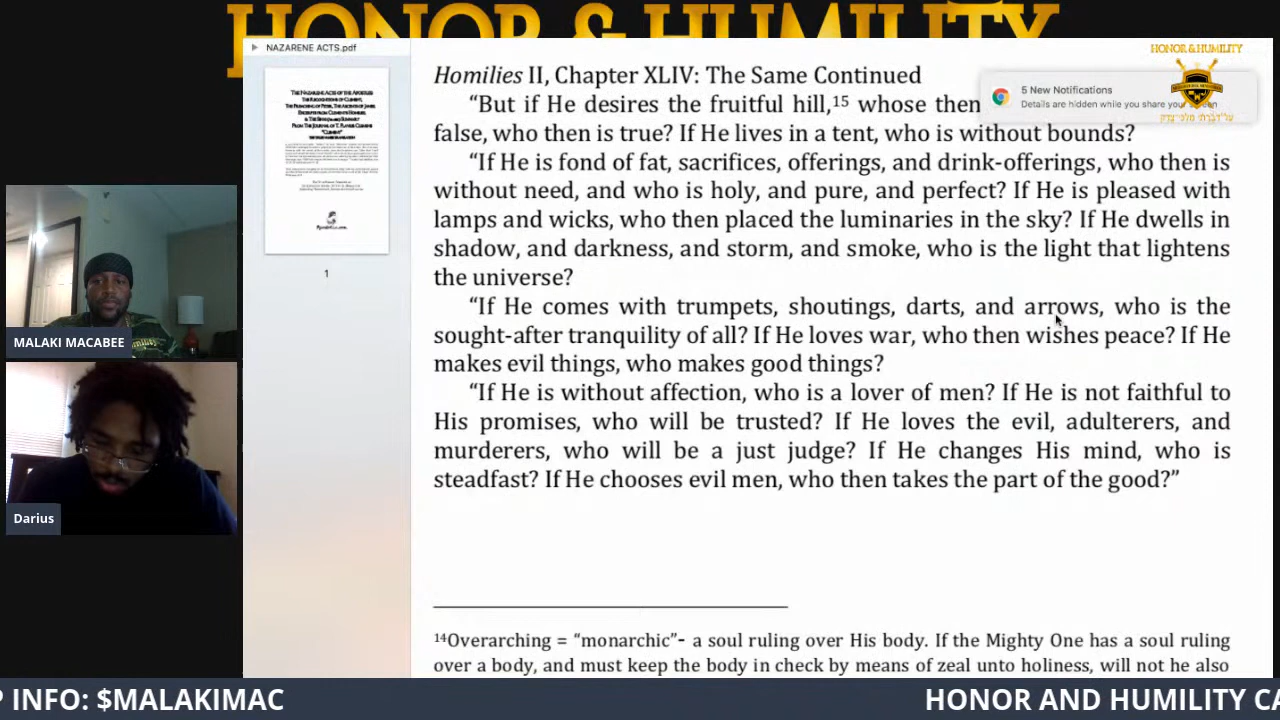 HONOR & HUMILITY
NAZARENE ACTS.pdf
HONOR & HUMILITY
Homilies II, Chapter XLIV: The Same Continued
5 New Notifications
Details are hidden while you share your screen
“But if He desires the fruitful hill,¹⁵ whose then
false, who then is true? If He lives in a tent, who is without bounds?
“If He is fond of fat, sacrifices, offerings, and drink-offerings, who then is
without need, and who is holy, and pure, and perfect? If He is pleased with
lamps and wicks, who then placed the luminaries in the sky? If He dwells in
shadow, and darkness, and storm, and smoke, who is the light that lightens
the universe?
“If He comes with trumpets, shoutings, darts, and arrows, who is the
sought-after tranquility of all? If He loves war, who then wishes peace? If He
makes evil things, who makes good things?
“If He is without affection, who is a lover of men? If He is not faithful to
His promises, who will be trusted? If He loves the evil, adulterers, and
murderers, who will be a just judge? If He changes His mind, who is
steadfast? If He chooses evil men, who then takes the part of the good?”
¹⁴Overarching = “monarchic”- a soul ruling over His body. If the Mighty One has a soul ruling
over a body, and must keep the body in check by means of zeal unto holiness, will not he also
1
MALAKI MACABEE
Darius
P INFO: $MALAKIMAC
HONOR AND HUMILITY CA